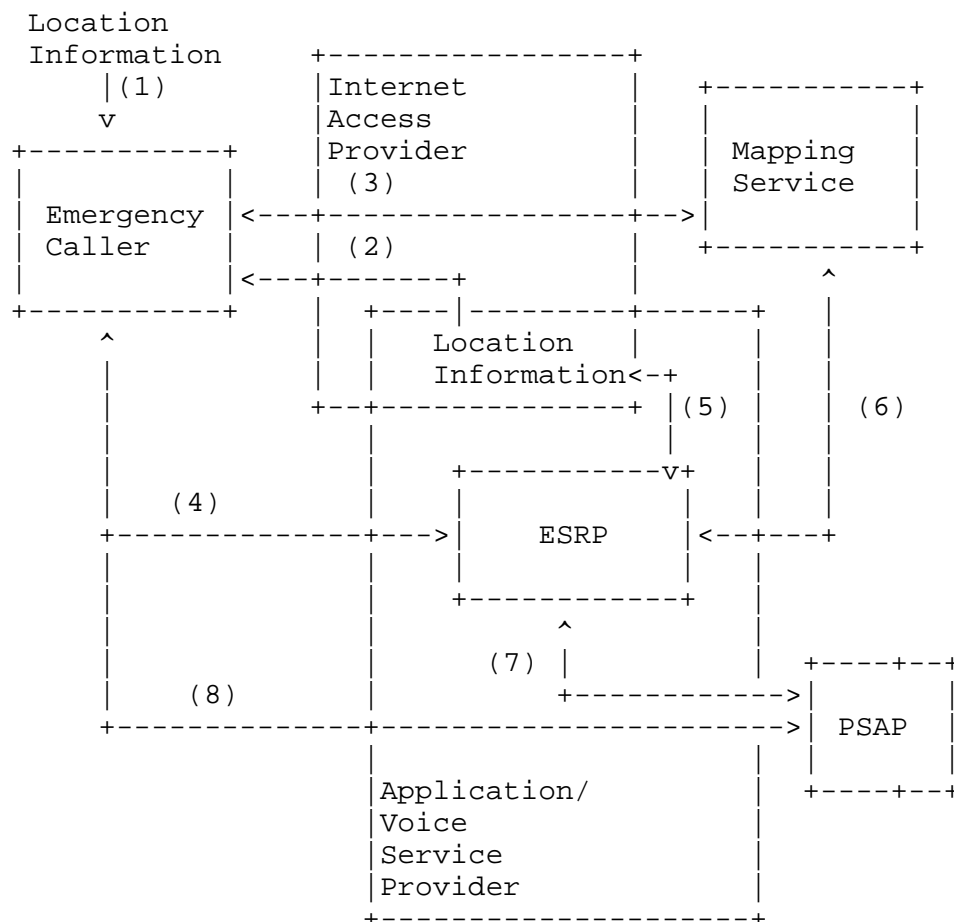 Location
Information
(1)
Internet
Access
Provider
Mapping
Service
(3)
Emergency
Caller
(2)
Location
Information
(5)
(6)
(4)
ESRP
(7)
(8)
PSAP
Application/
Voice
Service
Provider